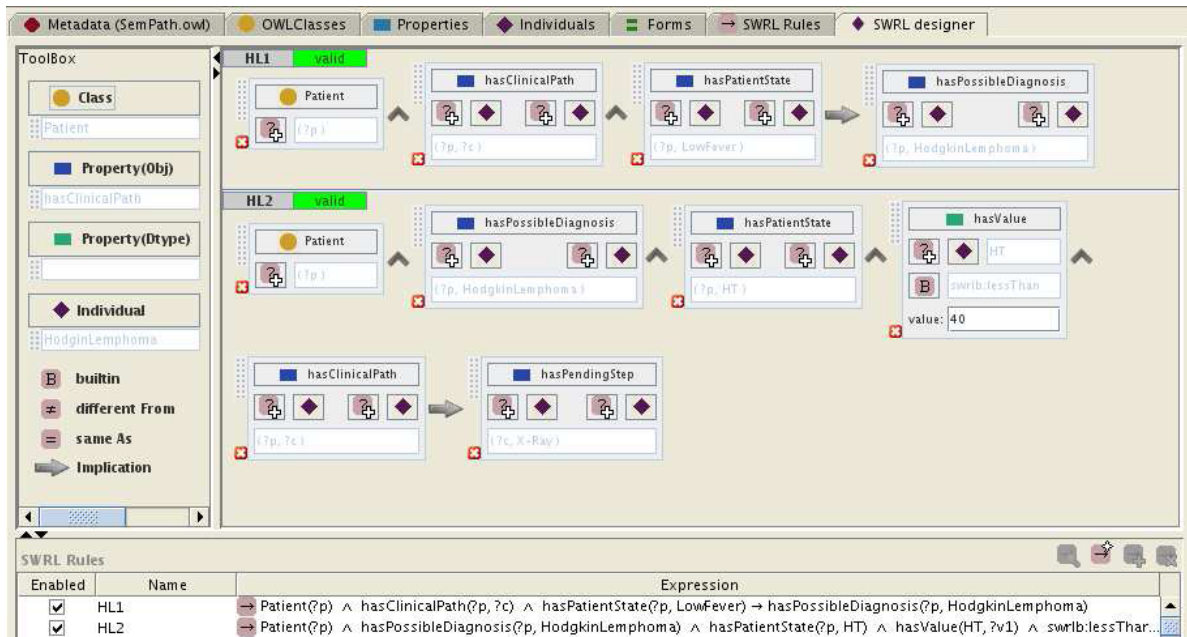 Metadata (SemPath.owl) OWLClasses Properties Individuals Forms SWRL Rules SWRL designer
ToolBox
Class
Patient
Property(Obj)
hasClinicalPath
Property(Dtype)
Individual
HodginLemphoma
B builtin
≠ different From
= same As
Implication
HL1 valid
Patient
(?p)
hasClinicalPath
(?p, ?c)
hasPatientState
(?p, LowFever)
hasPossibleDiagnosis
(?p, HodgkinLemphoma)
HL2 valid
Patient
(?p)
hasPossibleDiagnosis
(?p, HodgkinLemphoma)
hasPatientState
(?p, HT)
hasValue
HT
B swrlb:lessThan
value: 40
hasClinicalPath
(?p, ?c)
hasPendingStep
(?c, X-Ray)
SWRL Rules
Enabled Name Expression
HL1 → Patient(?p) ∧ hasClinicalPath(?p, ?c) ∧ hasPatientState(?p, LowFever) → hasPossibleDiagnosis(?p, HodgkinLemphoma)
HL2 → Patient(?p) ∧ hasPossibleDiagnosis(?p, HodgkinLemphoma) ∧ hasPatientState(?p, HT) ∧ hasValue(HT, ?v1) ∧ swrlb:lessThar...